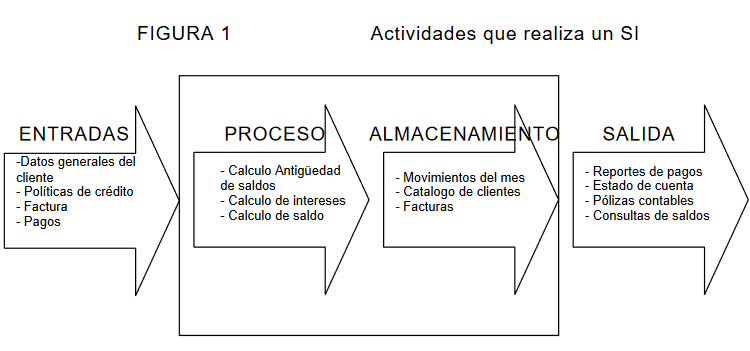 FIGURA 1
Actividades que realiza un SI
ENTRADAS
-Datos generales del
cliente
- Políticas de crédito
- Factura
- Pagos
PROCESO
- Calculo Antigüedad
de saldos
- Calculo de intereses
- Calculo de saldo
ALMACENAMIENTO
- Movimientos del mes
- Catalogo de clientes
- Facturas
SALIDA
- Reportes de pagos
- Estado de cuenta
- Pólizas contables
- Consultas de saldos